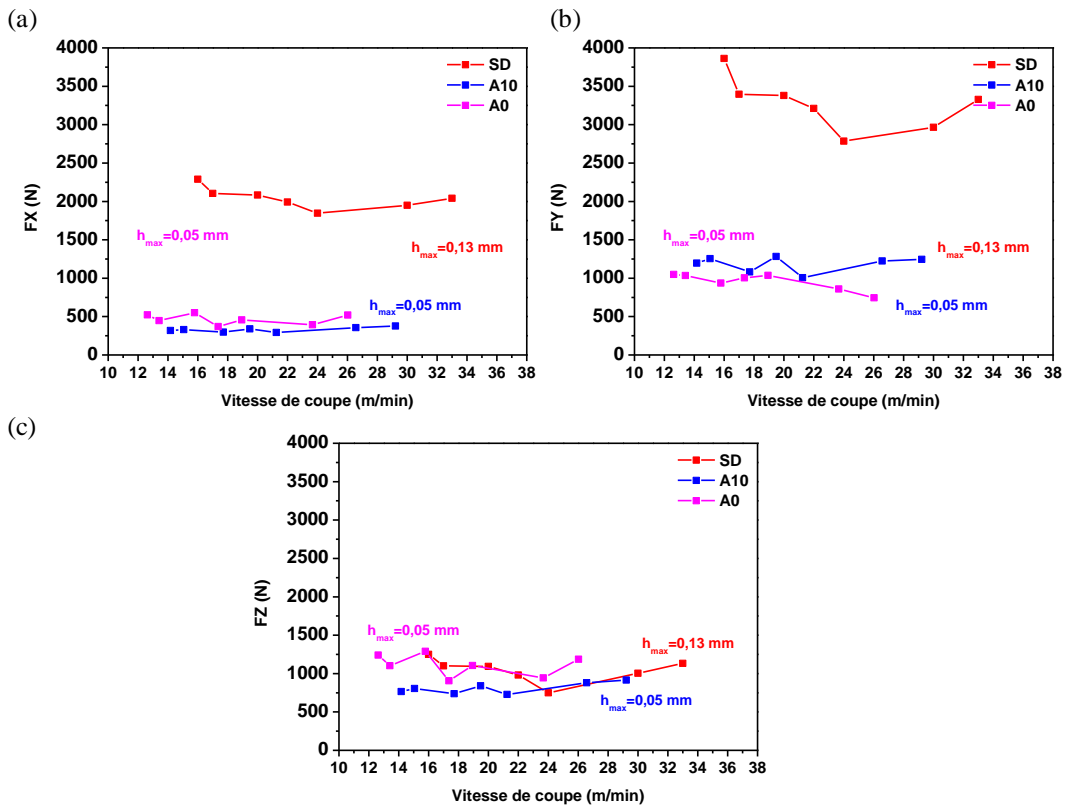 (a)
4000
3500
3000
2500
2000
1500
1000
500
0
FX (N)
10 12 14 16 18 20 22 24 26 28 30 32 34 36 38
Vitesse de coupe (m/min)
SD
A10
A0
hmax=0,05 mm
hmax=0,13 mm
hmax=0,05 mm
(b)
4000
3500
3000
2500
2000
1500
1000
500
0
FY (N)
10 12 14 16 18 20 22 24 26 28 30 32 34 36 38
Vitesse de coupe (m/min)
SD
A10
A0
hmax=0,05 mm
hmax=0,13 mm
hmax=0,05 mm
(c)
4000
3500
3000
2500
2000
1500
1000
500
0
FZ (N)
10 12 14 16 18 20 22 24 26 28 30 32 34 36 38
Vitesse de coupe (m/min)
SD
A10
A0
hmax=0,05 mm
hmax=0,13 mm
hmax=0,05 mm